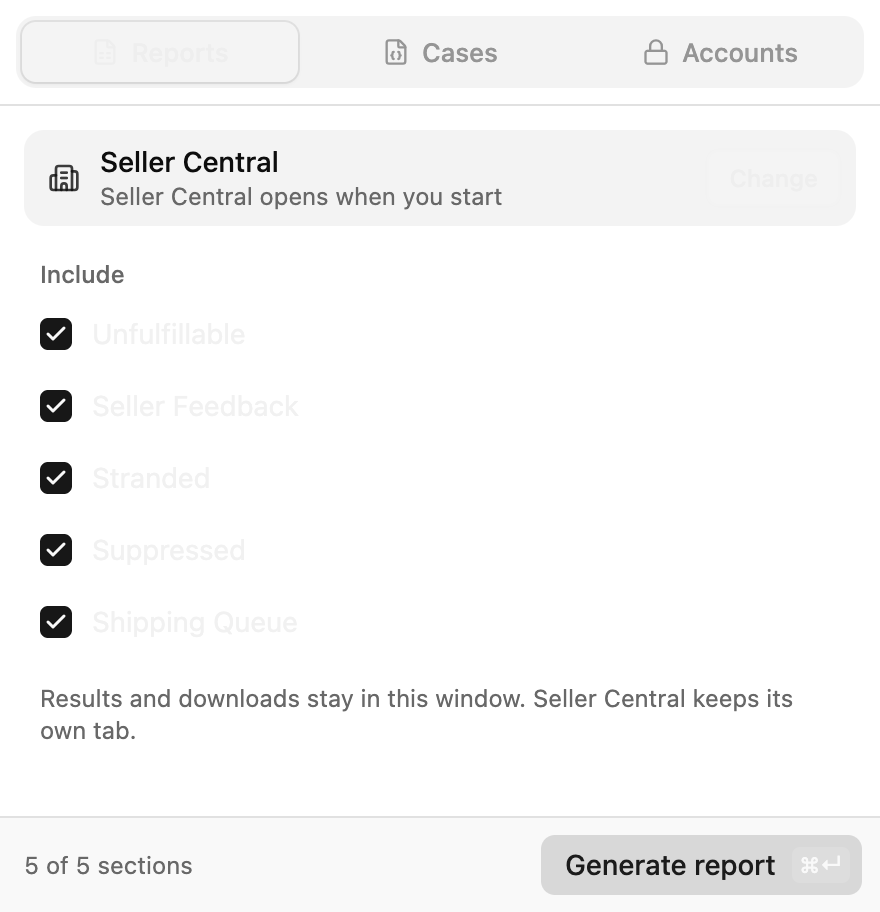 Reports
Cases
Accounts
Seller Central
Seller Central opens when you start
Change
Include
Unfulfillable
Seller Feedback
Stranded
Suppressed
Shipping Queue
Results and downloads stay in this window. Seller Central keeps its
own tab.
5 of 5 sections
Generate report ⌘↵